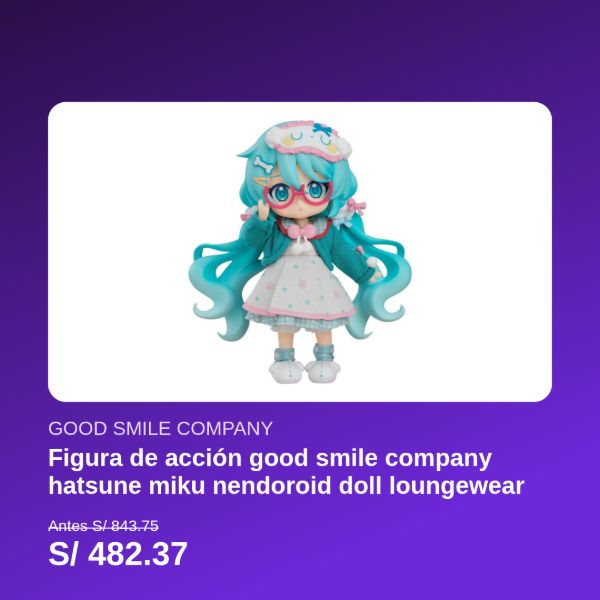 GOOD SMILE COMPANY
Figura de acción good smile company
hatsune miku nendoroid doll loungewear
Antes S/ 843.75
S/ 482.37